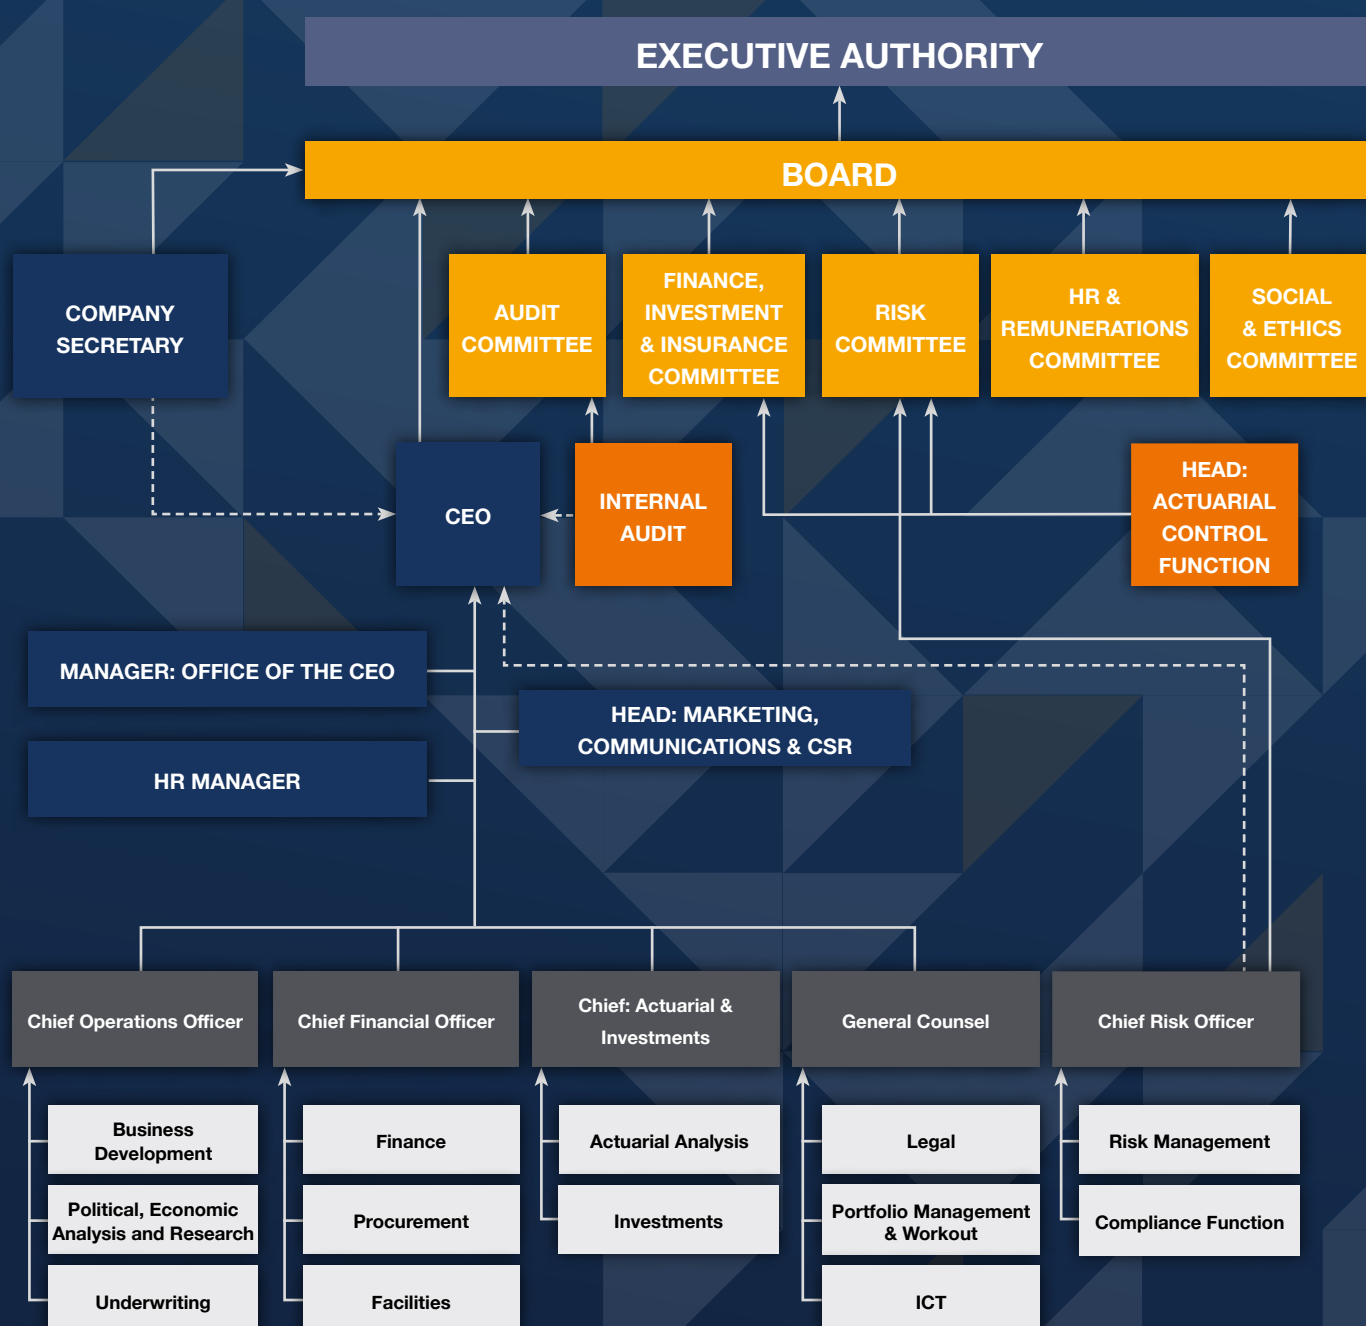 EXECUTIVE AUTHORITY
BOARD
COMPANY
SECRETARY
AUDIT
COMMITTEE
FINANCE,
INVESTMENT
& INSURANCE
COMMITTEE
RISK
COMMITTEE
HR &
REMUNERATIONS
COMMITTEE
SOCIAL
& ETHICS
COMMITTEE
CEO
INTERNAL
AUDIT
HEAD:
ACTUARIAL
CONTROL
FUNCTION
MANAGER: OFFICE OF THE CEO
HEAD: MARKETING,
COMMUNICATIONS & CSR
HR MANAGER
Chief Operations Officer
Chief Financial Officer
Chief: Actuarial &
Investments
General Counsel
Chief Risk Officer
Business
Development
Political, Economic
Analysis and Research
Underwriting
Finance
Procurement
Facilities
Actuarial Analysis
Investments
Legal
Portfolio Management
& Workout
ICT
Risk Management
Compliance Function